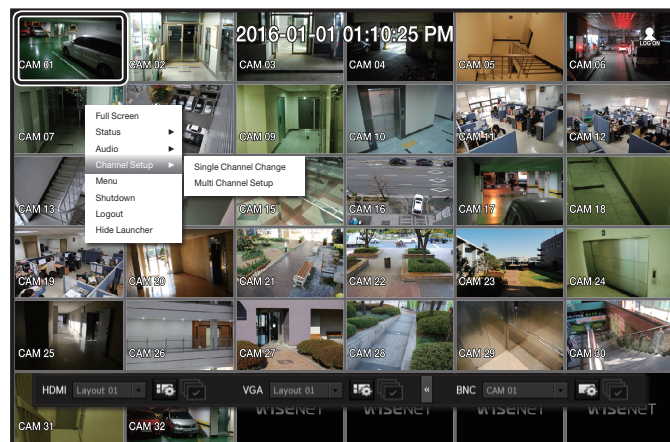 2016-01-01 01:10:25 PM
LOG ON
CAM 01
CAM 02
CAM 03
CAM 04
CAM 05
CAM 06
CAM 07
CAM 09
CAM 10
CAM 11
CAM 12
Full Screen
Status
Audio
Channel Setup
Menu
Shutdown
Logout
Hide Launcher
Single Channel Change
Multi Channel Setup
CAM 13
CAM 15
CAM 16
CAM 17
CAM 18
CAM 19
CAM 20
CAM 21
CAM 22
CAM 23
CAM 24
CAM 25
CAM 26
CAM 27
CAM 28
CAM 29
CAM 30
HDMI Layout 01
VGA Layout 01
«
BNC CAM 01
CAM 31
CAM 32
WISENET
WISENET
WISENET
WISENET